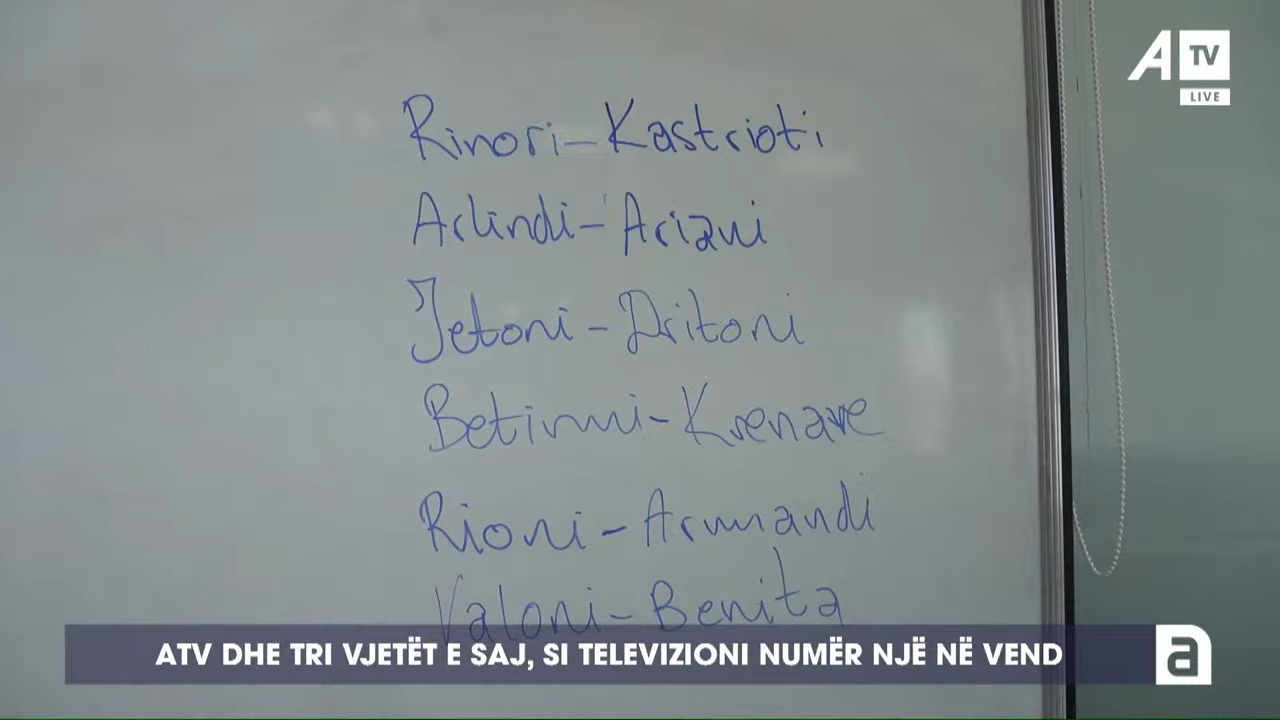 A TV
LIVE
Rinori-Kastrioti
Arlindi-Ariani
Jetoni-Dritoni
Betimi-Krenare
Rioni-Armandi
Valoni-Benita
ATV DHE TRI VJETËT E SAJ, SI TELEVIZIONI NUMËR NJË NË VEND
a